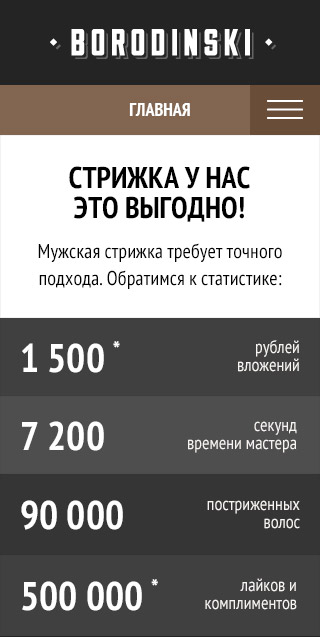 BORODINSKI
ГЛАВНАЯ
СТРИЖКА У НАС
ЭТО ВЫГОДНО!
Мужская стрижка требует точного
подхода. Обратимся к статистике:
1 500 *
рублей
вложений
7 200
секунд
времени мастера
90 000
постриженных
волос
500 000 *
лайков и
комплиментов